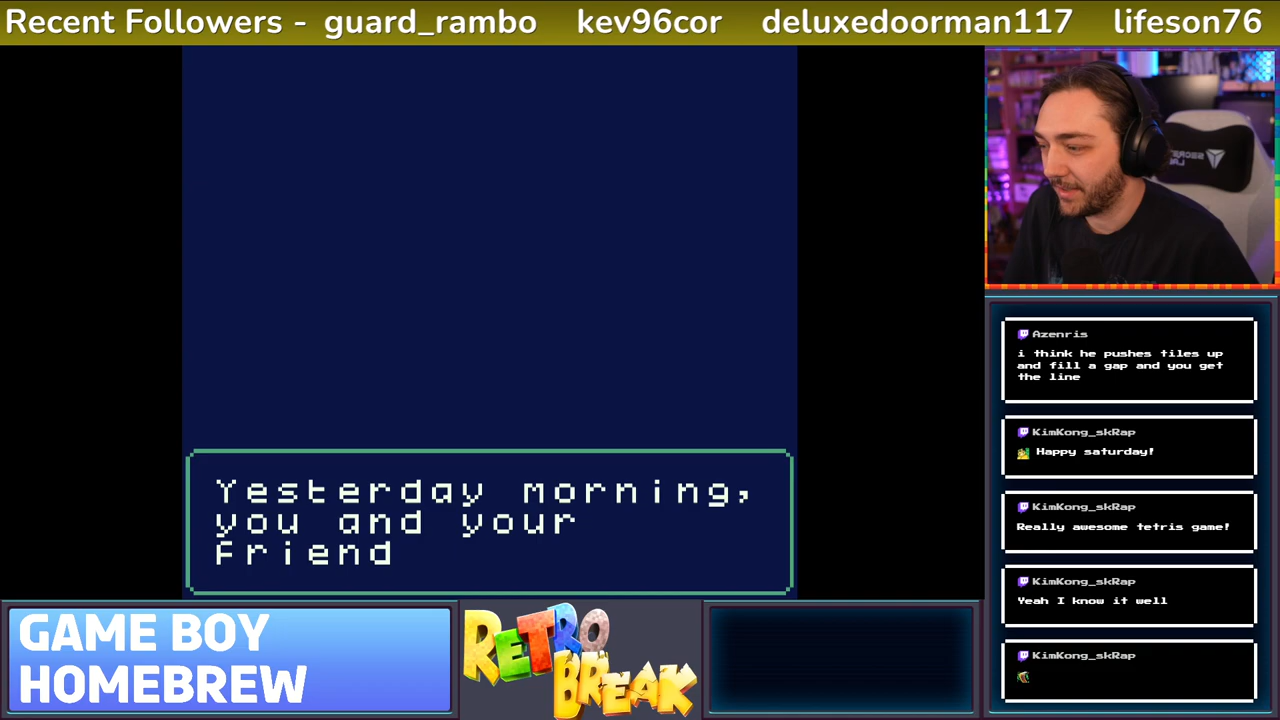 Recent Followers - guard_rambo kev96cor deluxedoorman117 lifeson76
Yesterday morning,
you and your
Friend
Azenris
i think he pushes tiles up
and fill a gap and you get
the line
KimKong_skRap
Happy saturday!
KimKong_skRap
Really awesome tetris game!
KimKong_skRap
Yeah I know it well
KimKong_skRap
GAME BOY
HOMEBREW
RETRO
BREAK